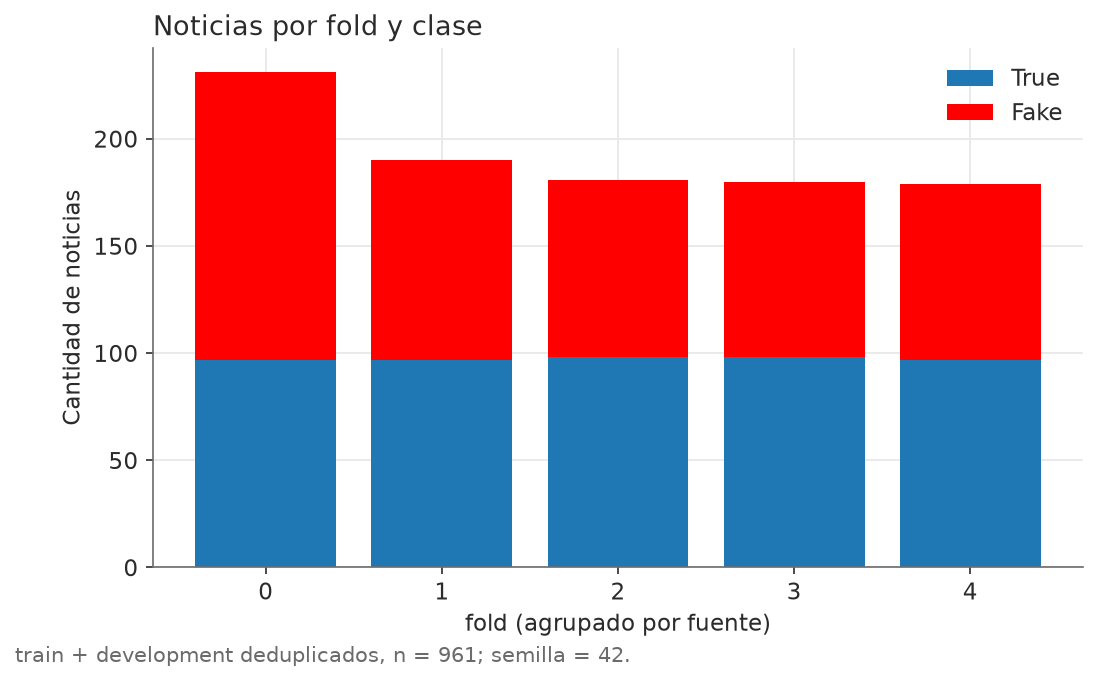 Noticias por fold y clase
True
Fake
Cantidad de noticias
200
150
100
50
0
0 1 2 3 4
fold (agrupado por fuente)
train + development deduplicados, n = 961; semilla = 42.